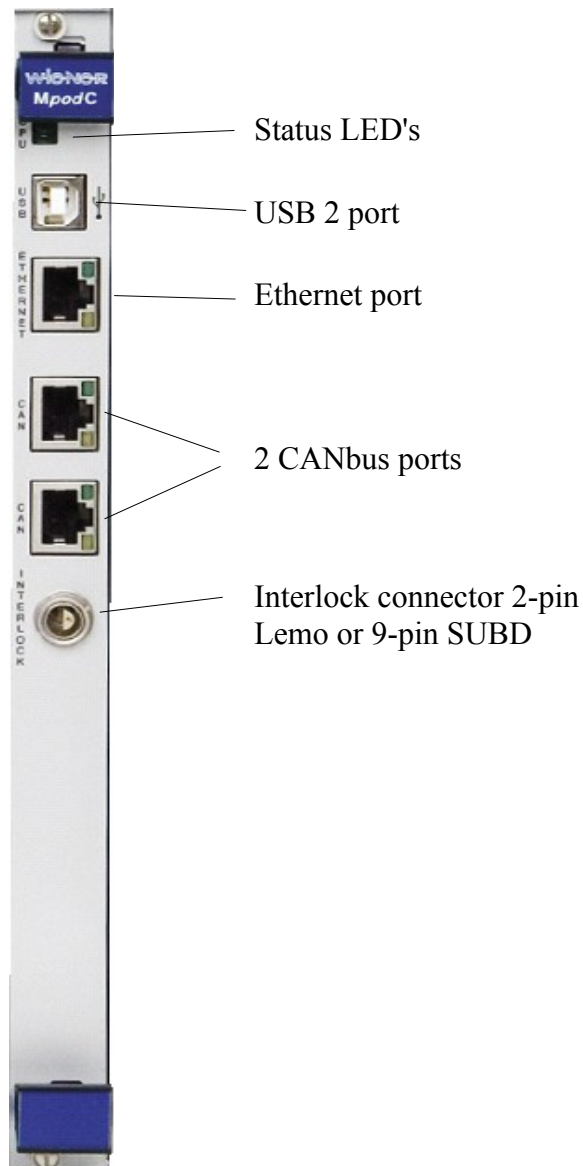 WIENER
MpodC
CPU
Status LED's
USB
USB 2 port
ETHERNET
Ethernet port
CAN
2 CANbus ports
CAN
INTERLOCK
Interlock connector 2-pin
Lemo or 9-pin SUBD